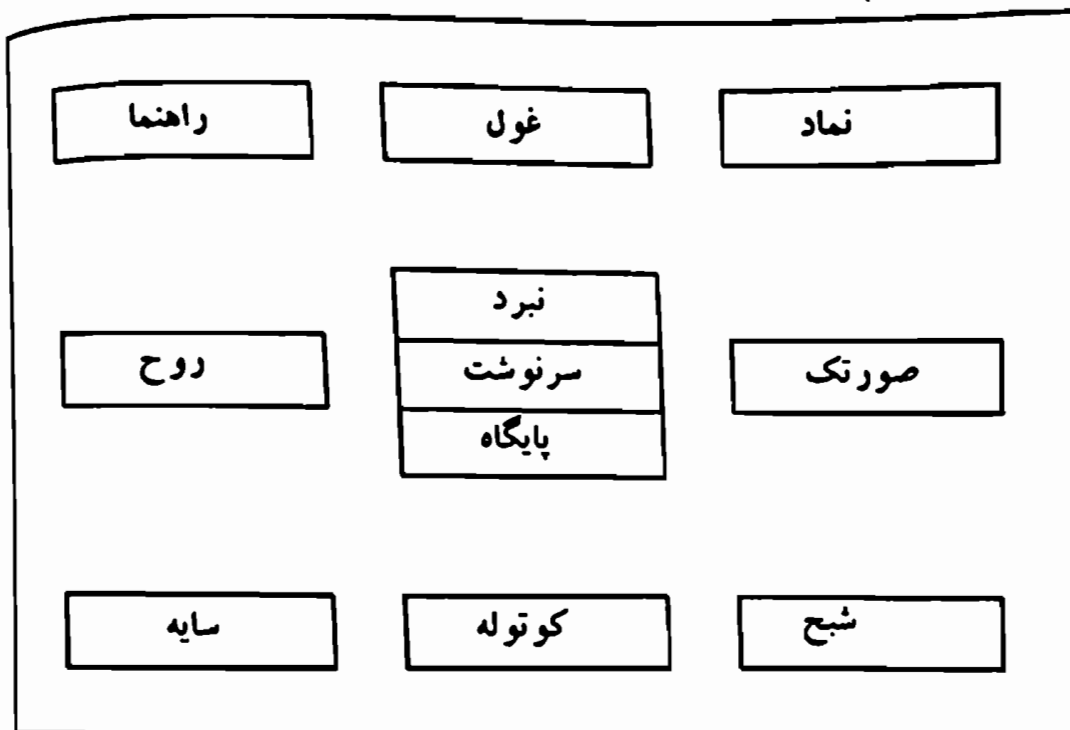 نماد
غول
راهنما
نبرد
صورتک
سرنوشت
روح
پایگاه
شبح
کوتوله
سایه